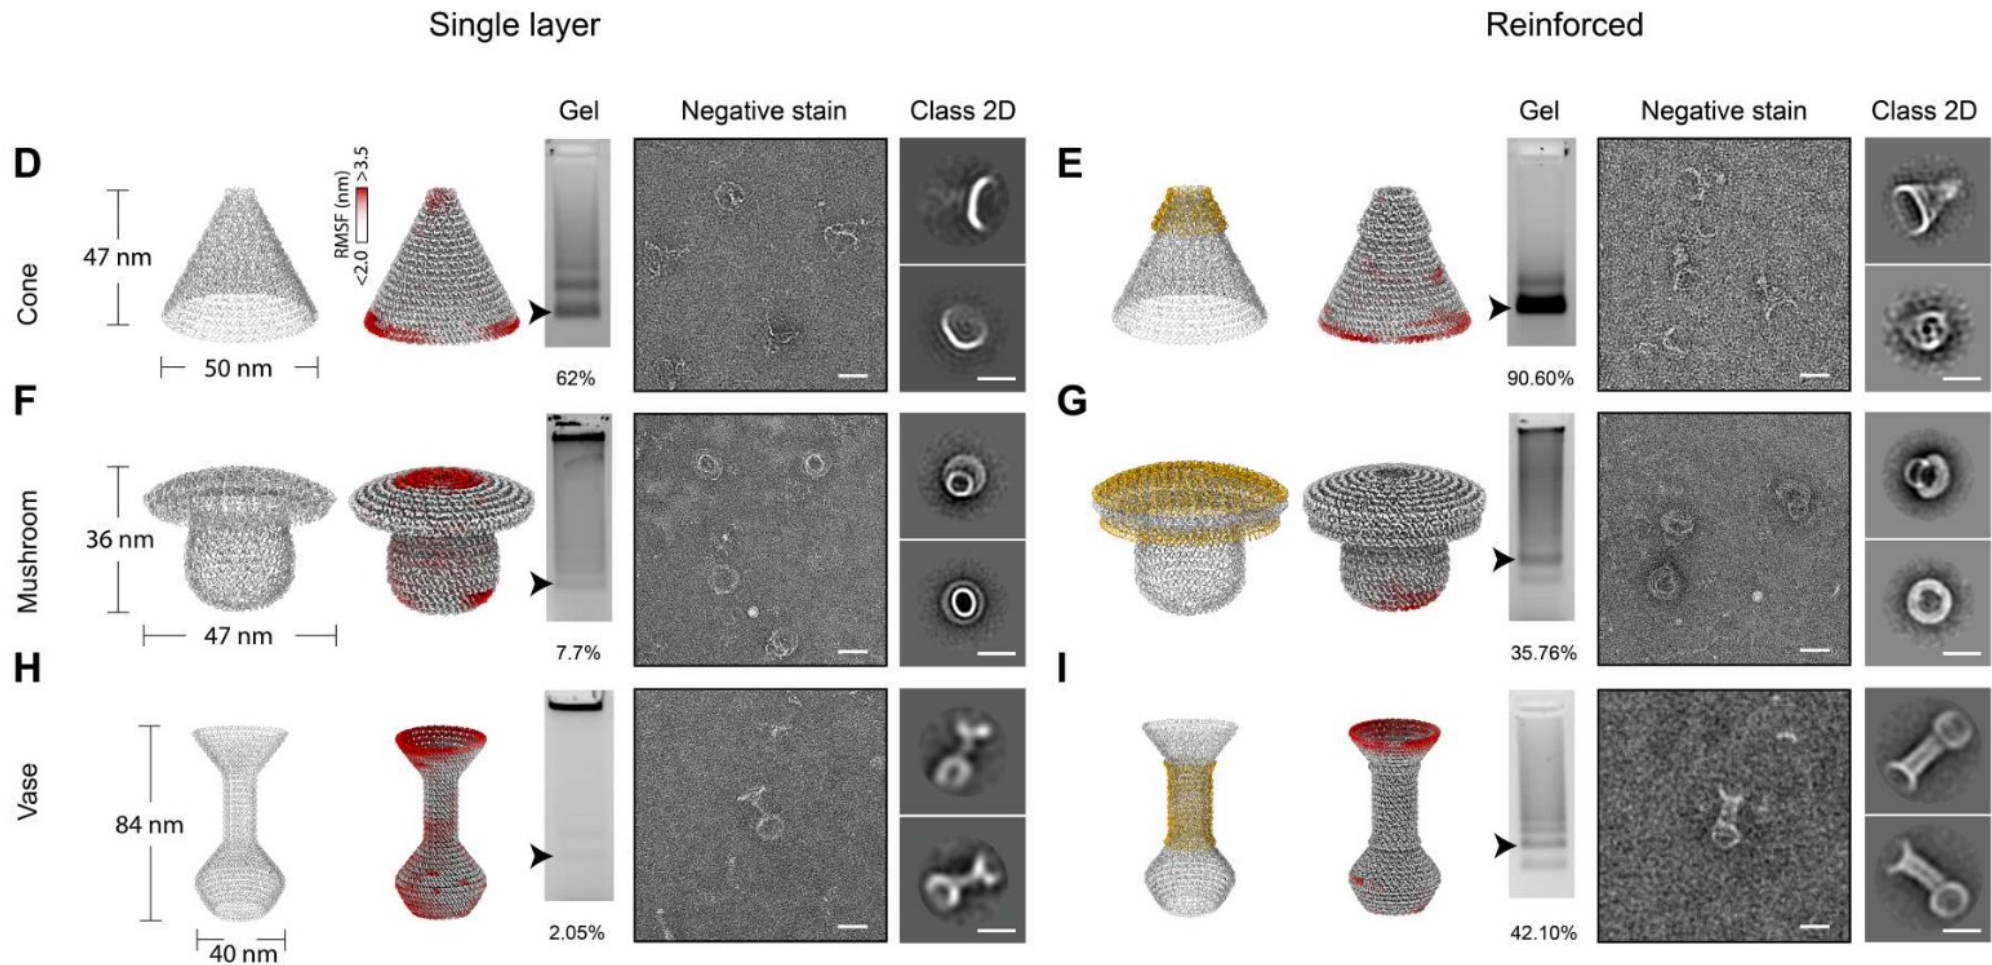 Single layer
Reinforced
Gel
Negative stain
Class 2D
Gel
Negative stain
Class 2D
D
Cone
47 nm
50 nm
RMSF (nm)
<2.0
>3.5
62%
E
90.60%
F
Mushroom
36 nm
47 nm
7.7%
G
35.76%
H
Vase
84 nm
40 nm
2.05%
I
42.10%